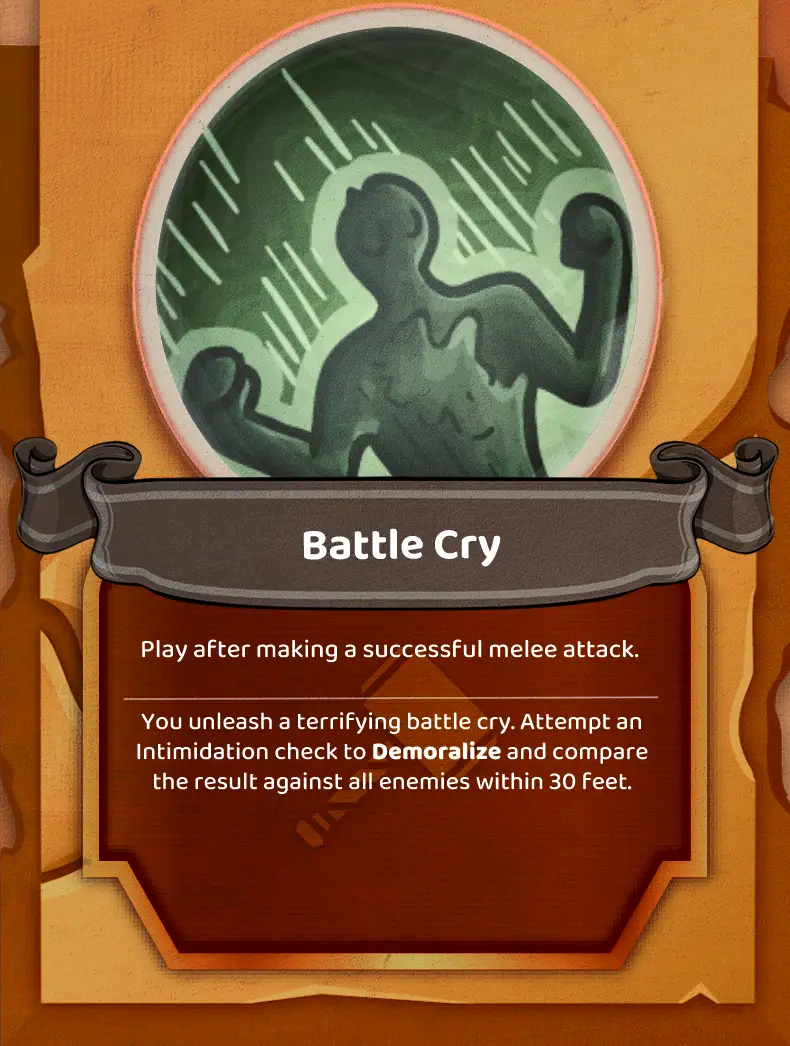 Battle Cry
Play after making a successful melee attack.
You unleash a terrifying battle cry. Attempt an
Intimidation check to Demoralize and compare
the result against all enemies within 30 feet.